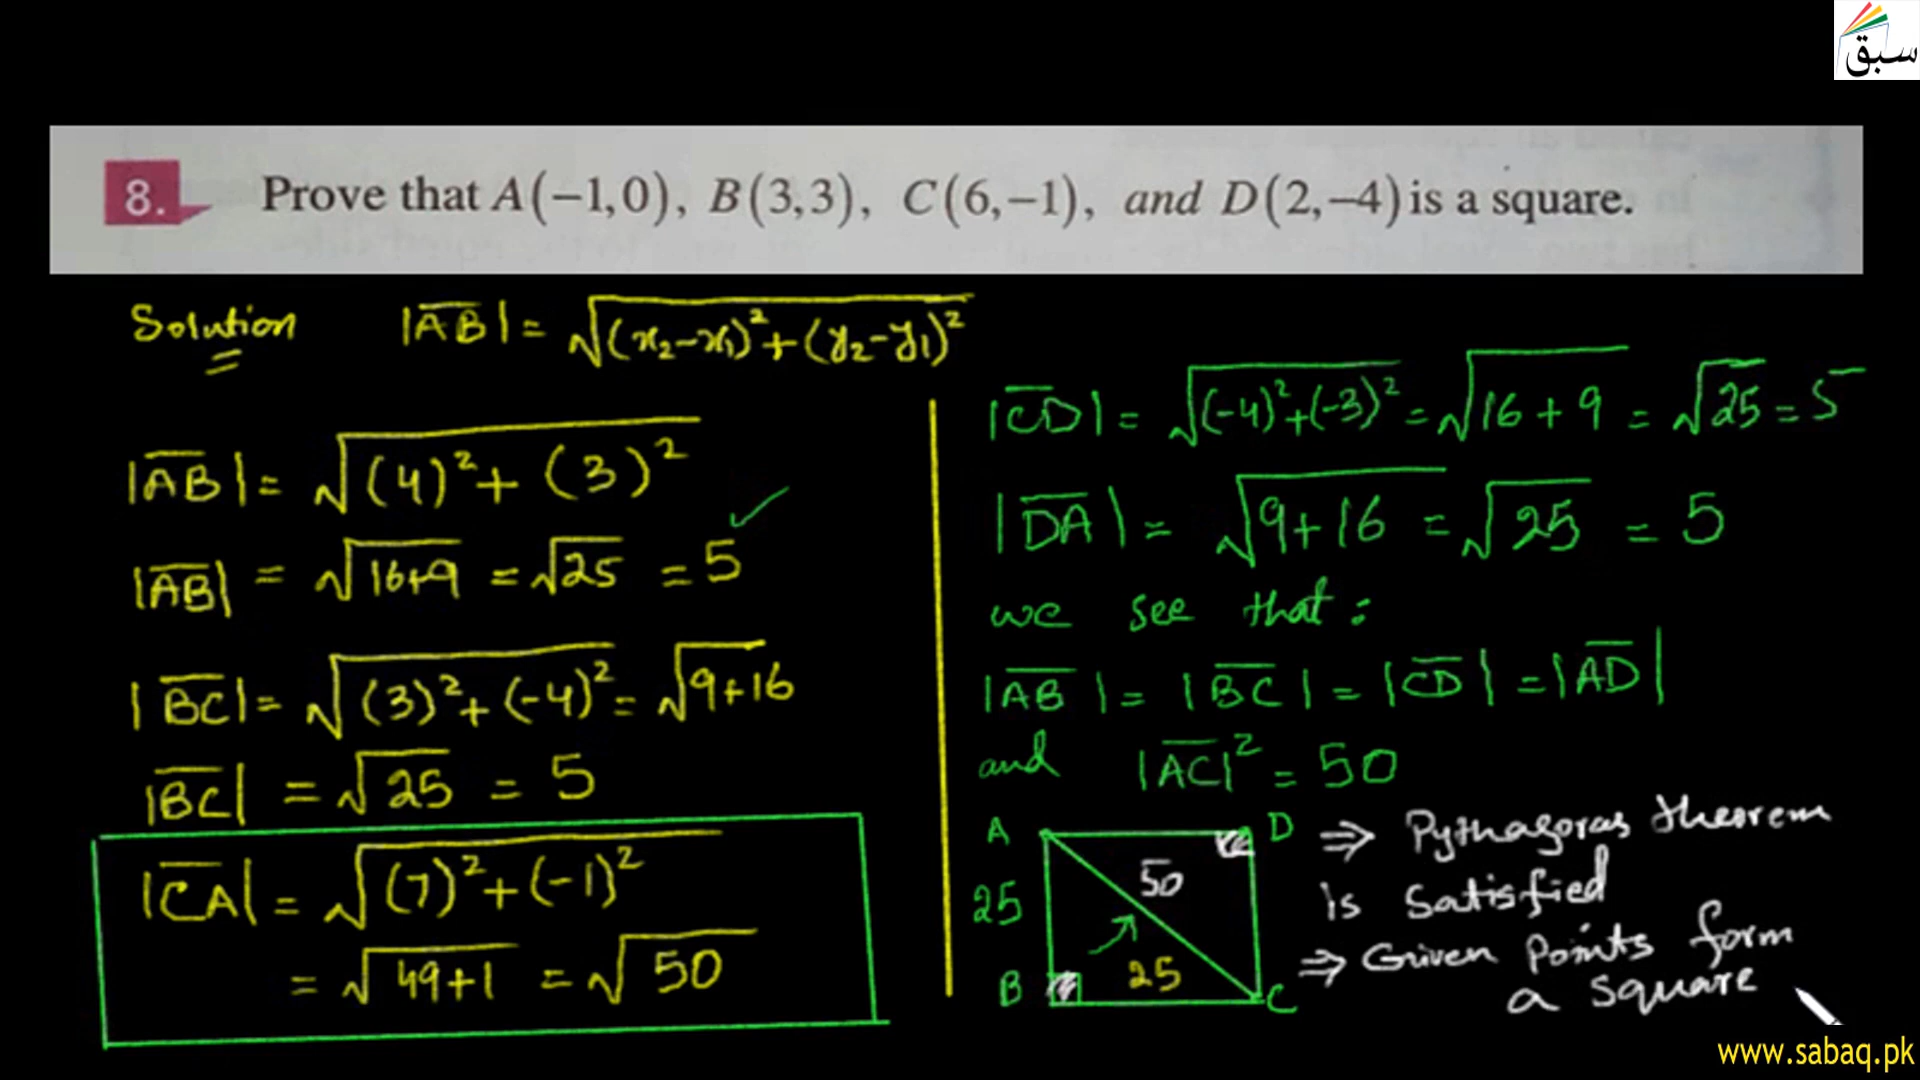 سبق
8. Prove that A(−1,0), B(3,3), C(6,−1), and D(2,−4) is a square.
Solution |AB| = √(x₂−x₁)²+(y₂−y₁)²
|AB| = √(4)²+(3)²
|AB| = √16+9 = √25 = 5 ✓
|BC| = √(3)²+(-4)² = √9+16
|BC| = √25 = 5
|CA| = √(7)²+(-1)²
= √49+1 = √50
|CD| = √(-4)²+(-3)² = √16+9 = √25 = 5
|DA| = √9+16 = √25 = 5
we see that:
|AB| = |BC| = |CD| = |AD|
and |AC|² = 50
A D
50
25
B 25 C
⇒ Pythagoras theorem
is satisfied
⇒ Given points form
a square
www.sabaq.pk